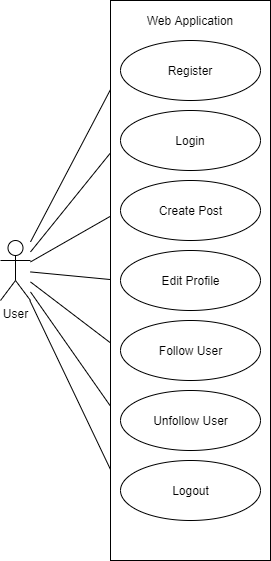 Web Application
Register
Login
Create Post
Edit Profile
User
Follow User
Unfollow User
Logout